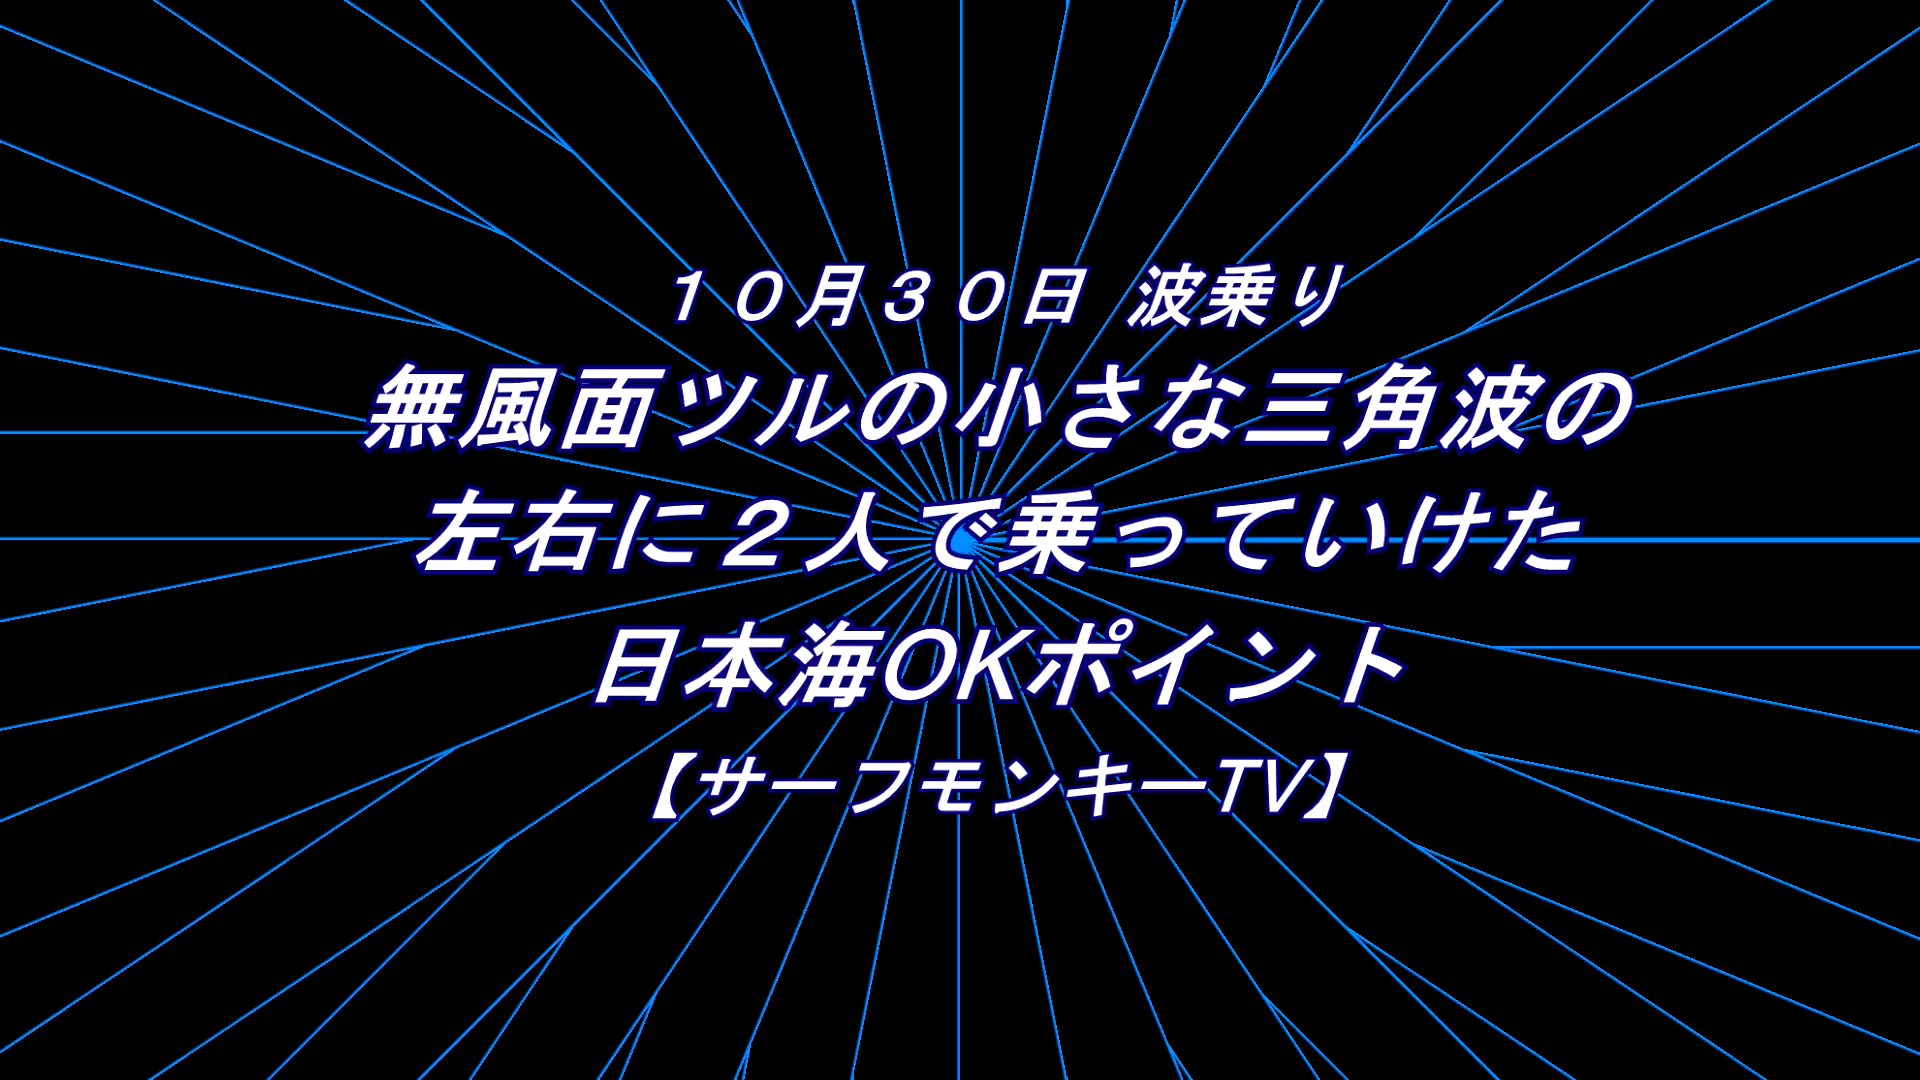 １０月３０日 波乗り
無風面ツルの小さな三角波の
左右に２人で乗っていけた
日本海OKポイント
【サーフモンキーTV】